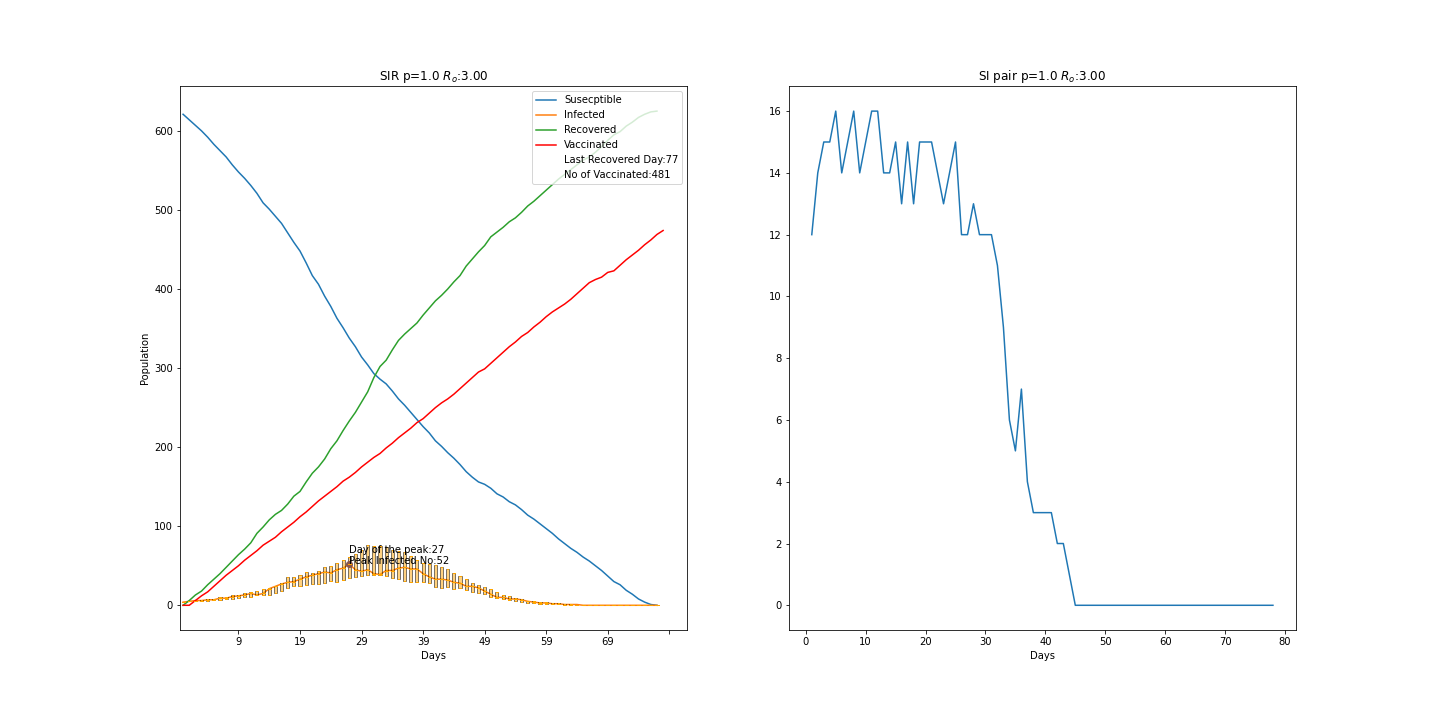 SIR p=1.0 Rₒ:3.00
Susecptible
Infected
Recovered
Vaccinated
Last Recovered Day:77
No of Vaccinated:481
600
500
400
300
200
100
0
Population
Day of the peak:27
Peak Infected No:52
9 19 29 39 49 59 69
Days
SI pair p=1.0 Rₒ:3.00
16
14
12
10
8
6
4
2
0
0 10 20 30 40 50 60 70 80
Days